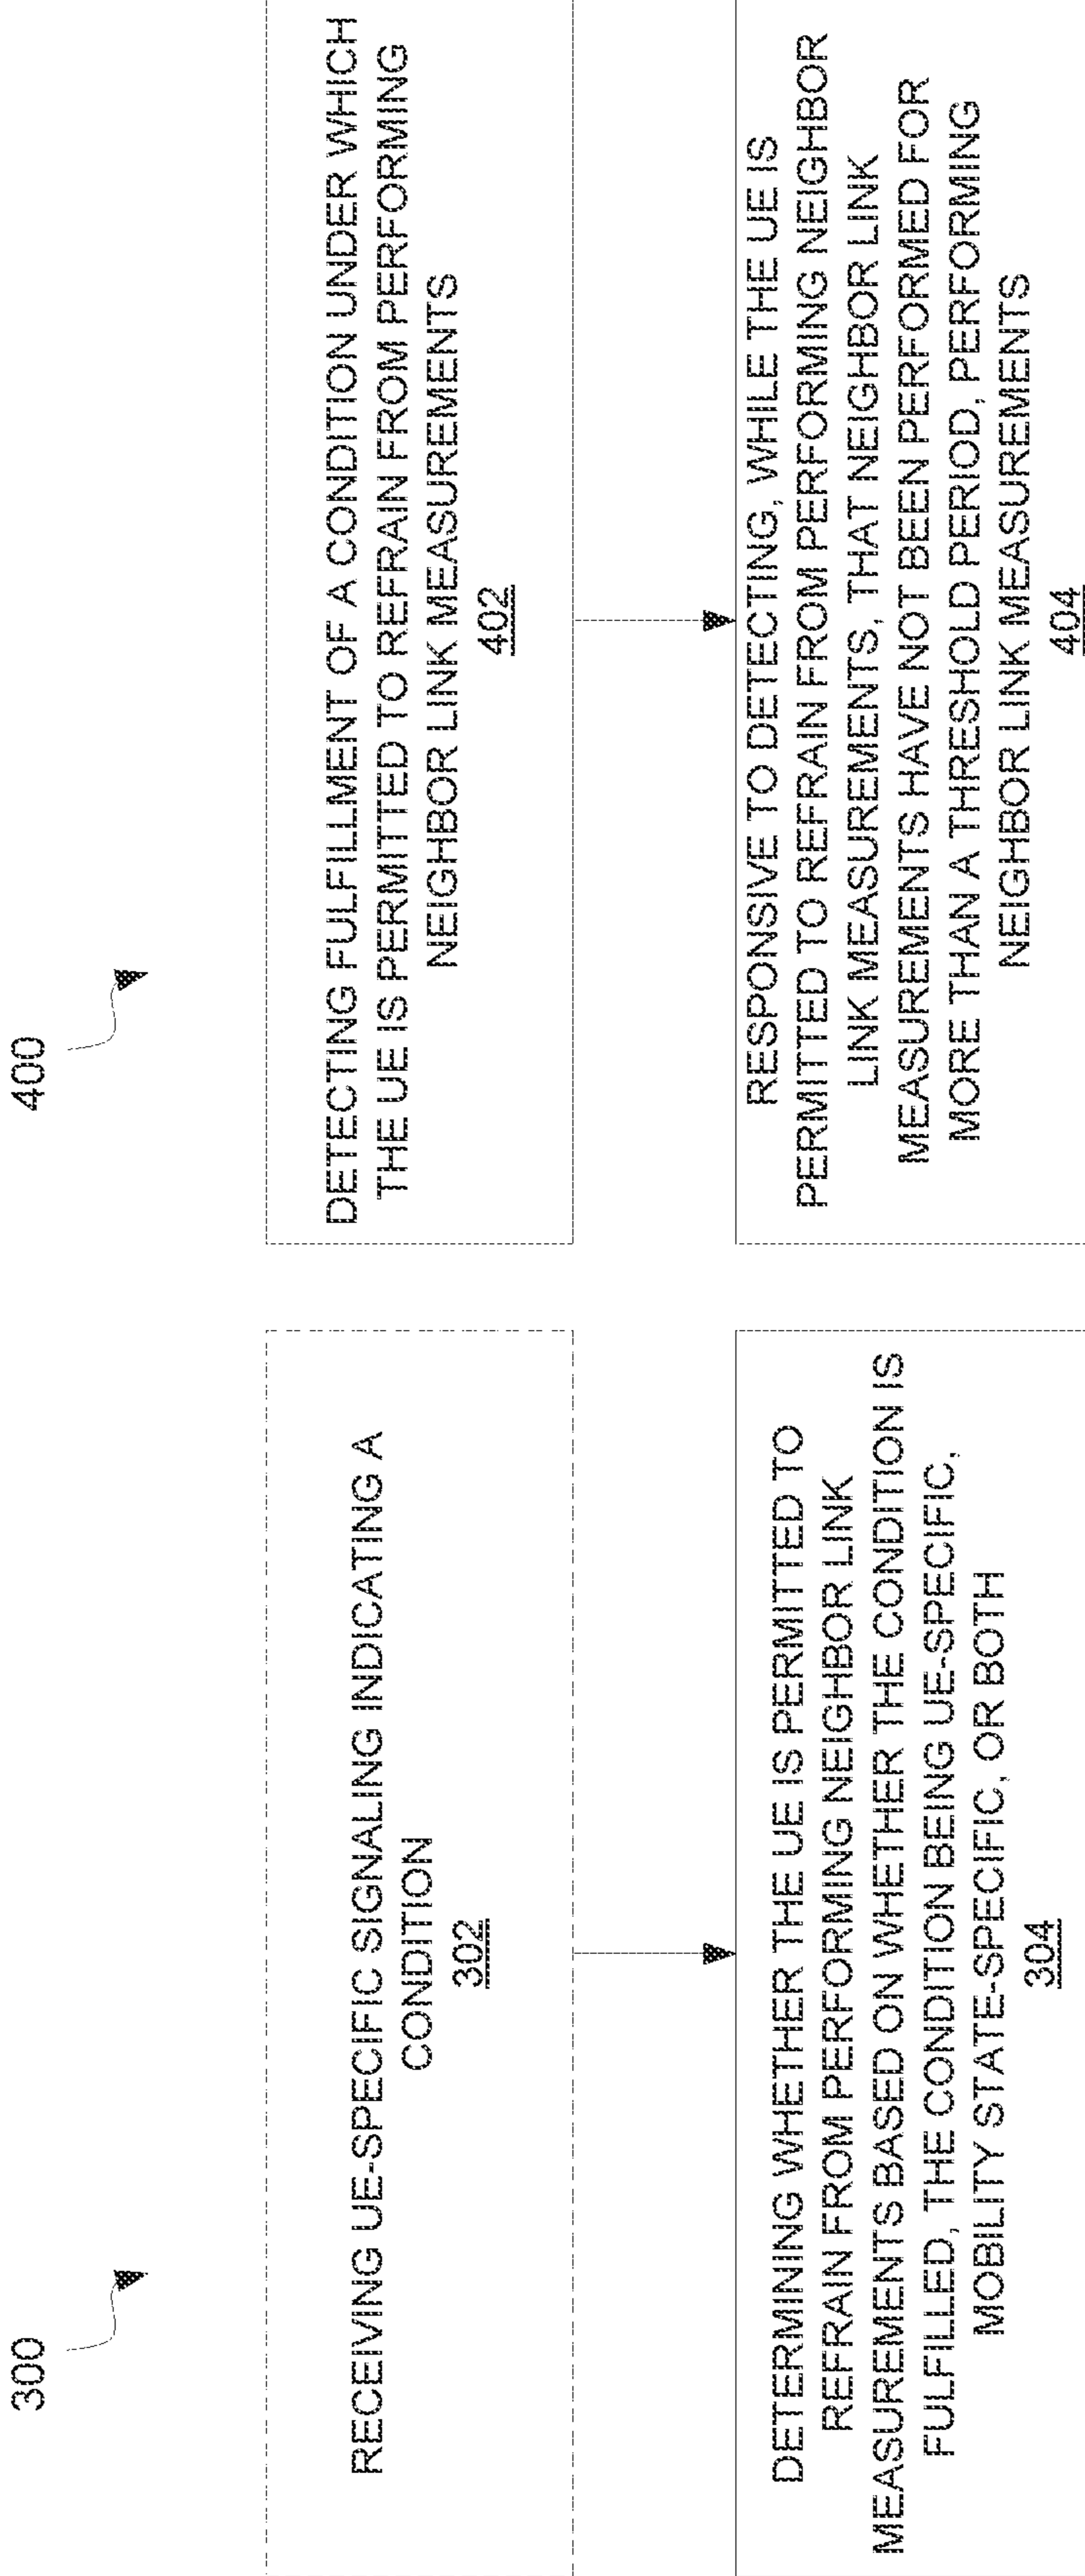 300
RECEIVING UE-SPECIFIC SIGNALING INDICATING A
CONDITION
302
DETERMINING WHETHER THE UE IS PERMITTED TO
REFRAIN FROM PERFORMING NEIGHBOR LINK
MEASUREMENTS BASED ON WHETHER THE CONDITION IS
FULFILLED, THE CONDITION BEING UE-SPECIFIC,
MOBILITY STATE-SPECIFIC, OR BOTH
304
400
DETECTING FULFILLMENT OF A CONDITION UNDER WHICH
THE UE IS PERMITTED TO REFRAIN FROM PERFORMING
NEIGHBOR LINK MEASUREMENTS
402
RESPONSIVE TO DETECTING, WHILE THE UE IS
PERMITTED TO REFRAIN FROM PERFORMING NEIGHBOR
LINK MEASUREMENTS, THAT NEIGHBOR LINK
MEASUREMENTS HAVE NOT BEEN PERFORMED FOR
MORE THAN A THRESHOLD PERIOD, PERFORMING
NEIGHBOR LINK MEASUREMENTS
404